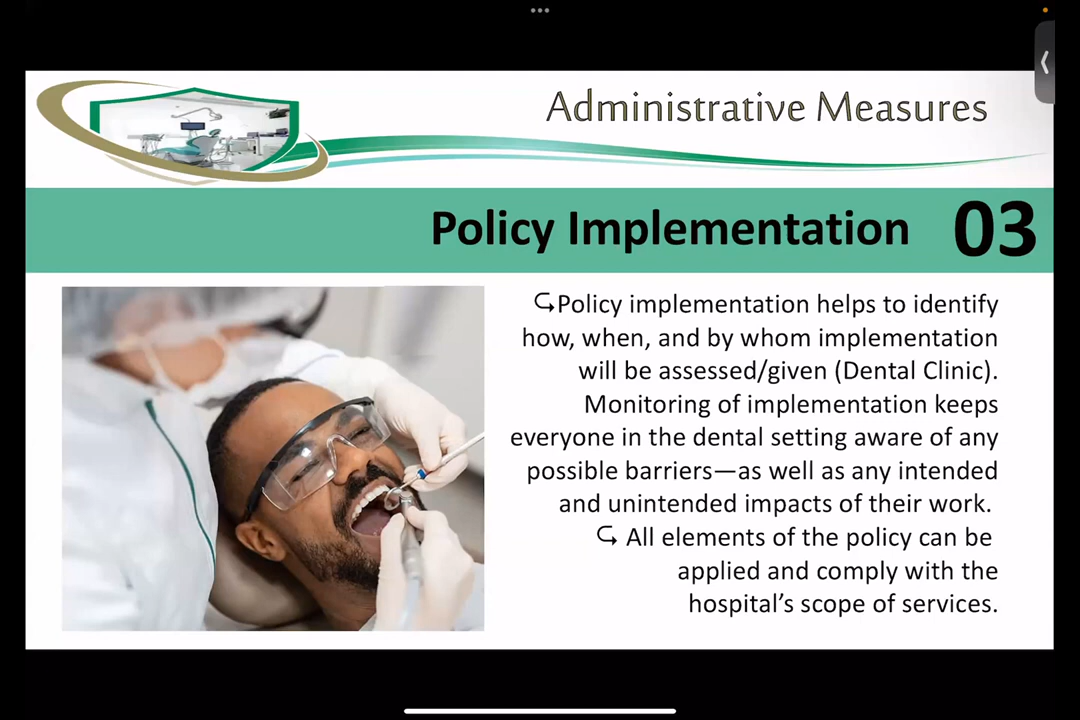 Administrative Measures
Policy Implementation 03
⮎Policy implementation helps to identify
how, when, and by whom implementation
will be assessed/given (Dental Clinic).
Monitoring of implementation keeps
everyone in the dental setting aware of any
possible barriers—as well as any intended
and unintended impacts of their work.
⮎ All elements of the policy can be
applied and comply with the
hospital’s scope of services.